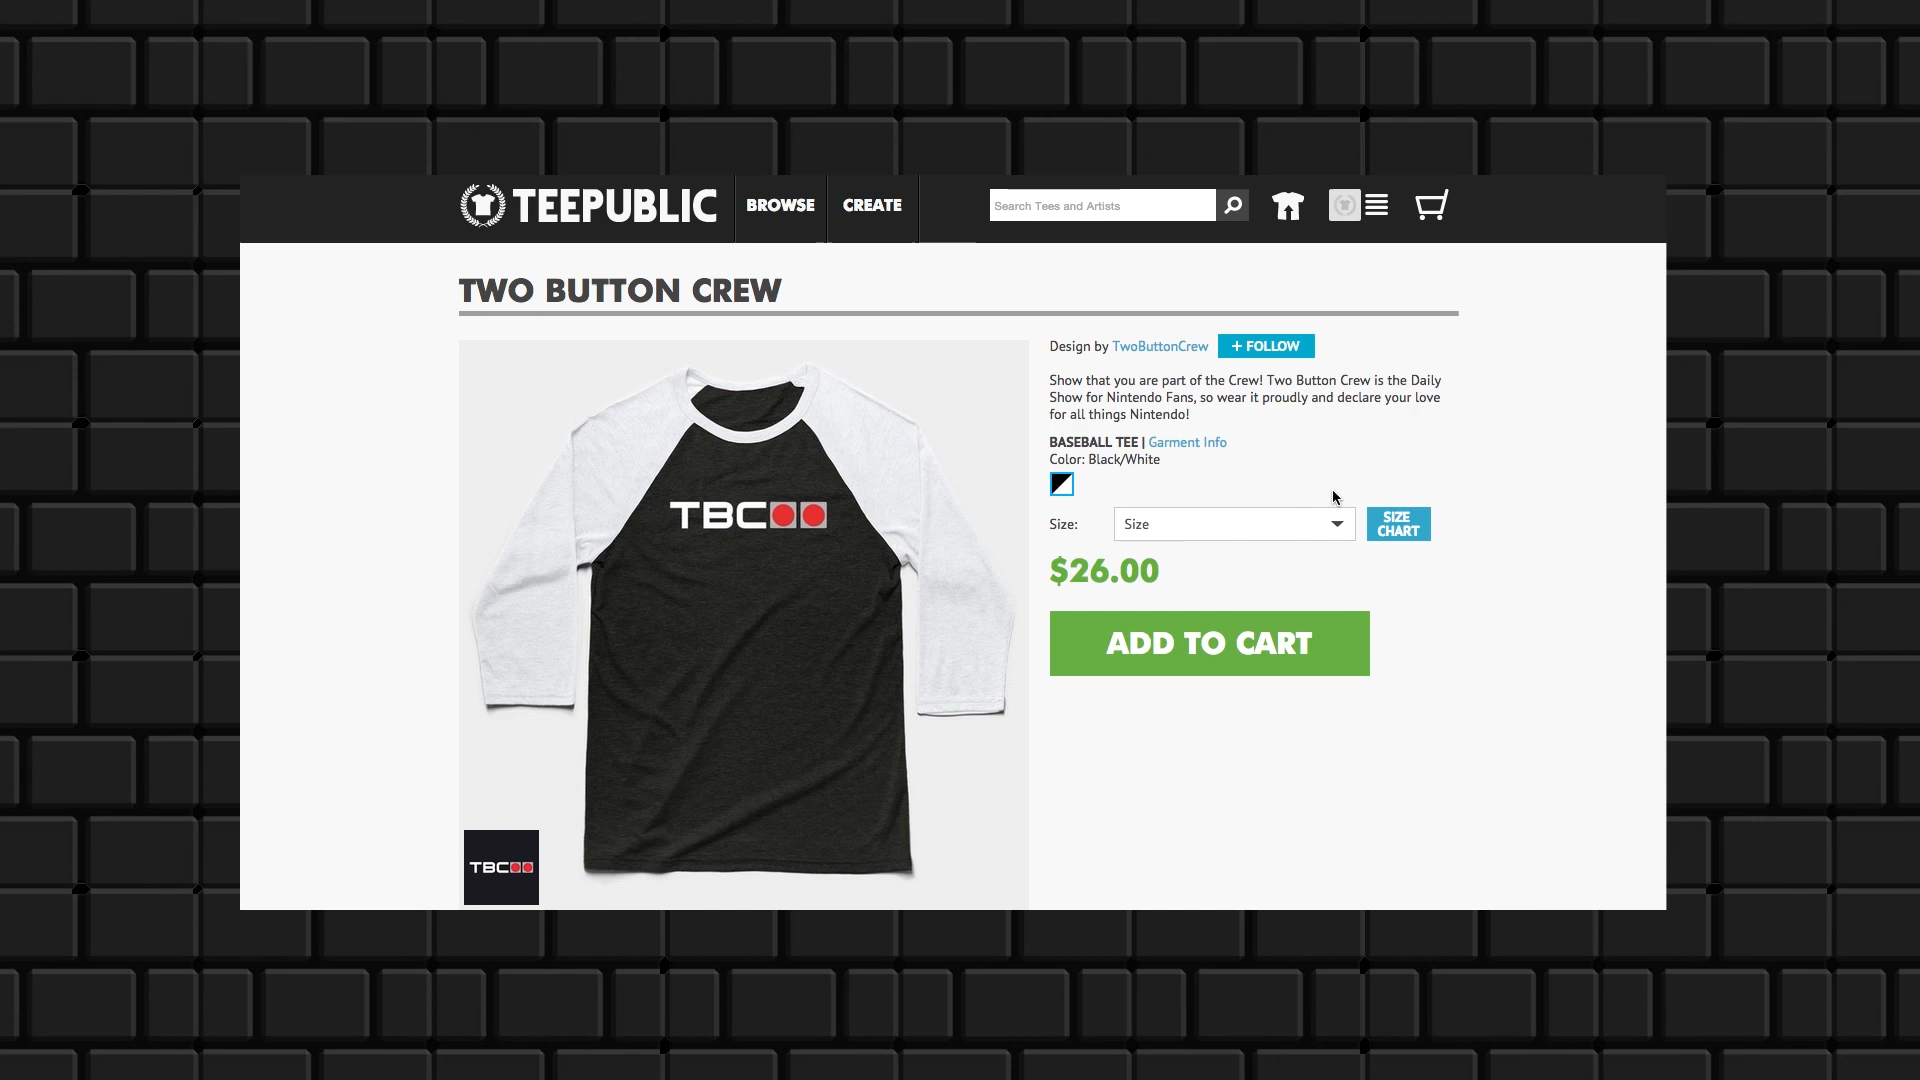 TEEPUBLIC
BROWSE
CREATE
Search Tees and Artists
TWO BUTTON CREW
Design by TwoButtonCrew
+ FOLLOW
Show that you are part of the Crew! Two Button Crew is the Daily
Show for Nintendo Fans, so wear it proudly and declare your love
for all things Nintendo!
BASEBALL TEE | Garment Info
Color: Black/White
Size:
Size
SIZE
CHART
$26.00
ADD TO CART
TBC
TBC